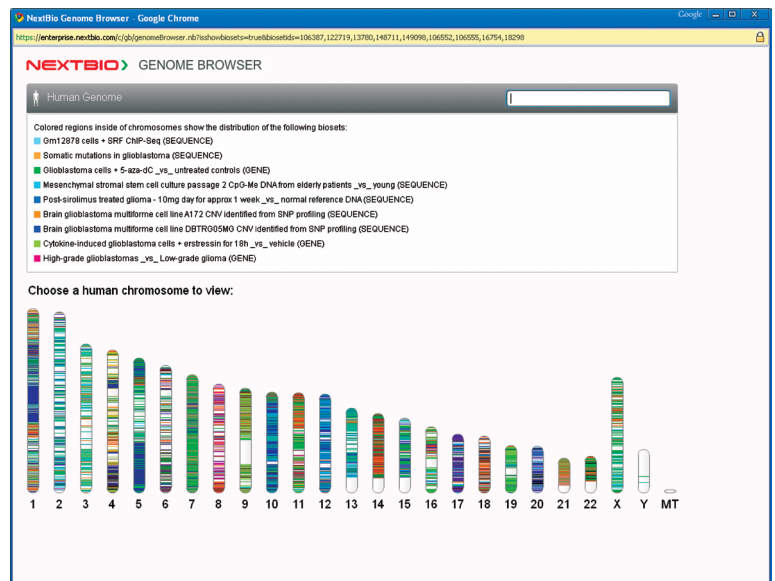 NextBio Genome Browser - Google Chrome
Google
https://enterprise.nextbio.com/c/gb/genomeBrowser.nb?isshowbiosets=true&biosetids=106387,122719,13780,148711,149098,106552,106555,16754,18298
NEXTBIO GENOME BROWSER
Human Genome
Colored regions inside of chromosomes show the distribution of the following biosets:
Gm12878 cells + SRF ChIP-Seq (SEQUENCE)
Somatic mutations in glioblastoma (SEQUENCE)
Glioblastoma cells + 5-aza-dC _vs_ untreated controls (GENE)
Mesenchymal stromal stem cell culture passage 2 CpG-Me DNA from elderly patients _vs_ young (SEQUENCE)
Post-sirolimus treated glioma - 10mg day for approx 1 week _vs_ normal reference DNA (SEQUENCE)
Brain glioblastoma multiforme cell line A172 CNV identified from SNP profiling (SEQUENCE)
Brain glioblastoma multiforme cell line DBTRG05MG CNV identified from SNP profiling (SEQUENCE)
Cytokine-induced glioblastoma cells + erstressin for 18h _vs_ vehicle (GENE)
High-grade glioblastomas _vs_ Low-grade glioma (GENE)
Choose a human chromosome to view:
1 2 3 4 5 6 7 8 9 10 11 12 13 14 15 16 17 18 19 20 21 22 X Y MT